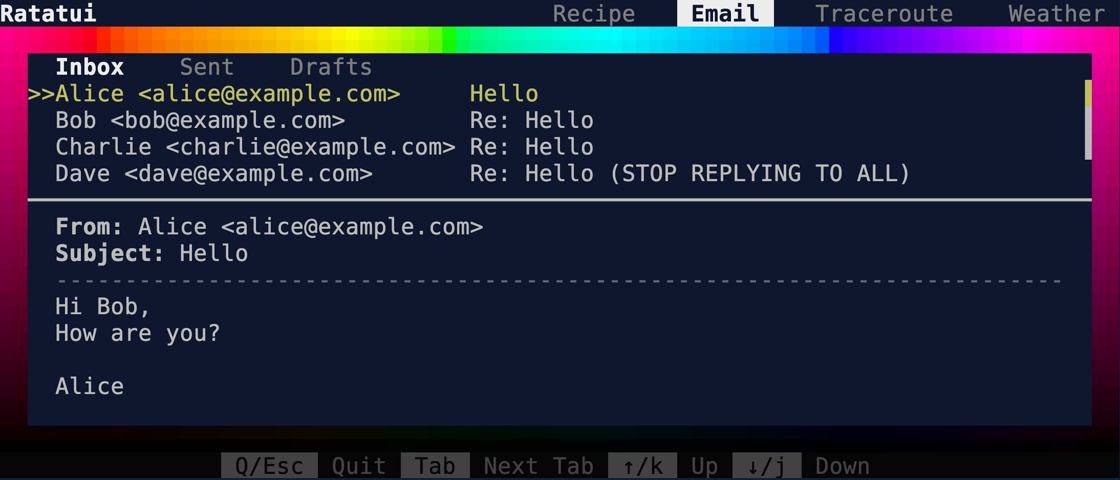 Ratatui Recipe Email Traceroute Weather
Inbox Sent Drafts
>>Alice <alice@example.com> Hello
Bob <bob@example.com> Re: Hello
Charlie <charlie@example.com> Re: Hello
Dave <dave@example.com> Re: Hello (STOP REPLYING TO ALL)
From: Alice <alice@example.com>
Subject: Hello
Hi Bob,
How are you?
Alice
Q/Esc Quit Tab Next Tab ↑/k Up ↓/j Down